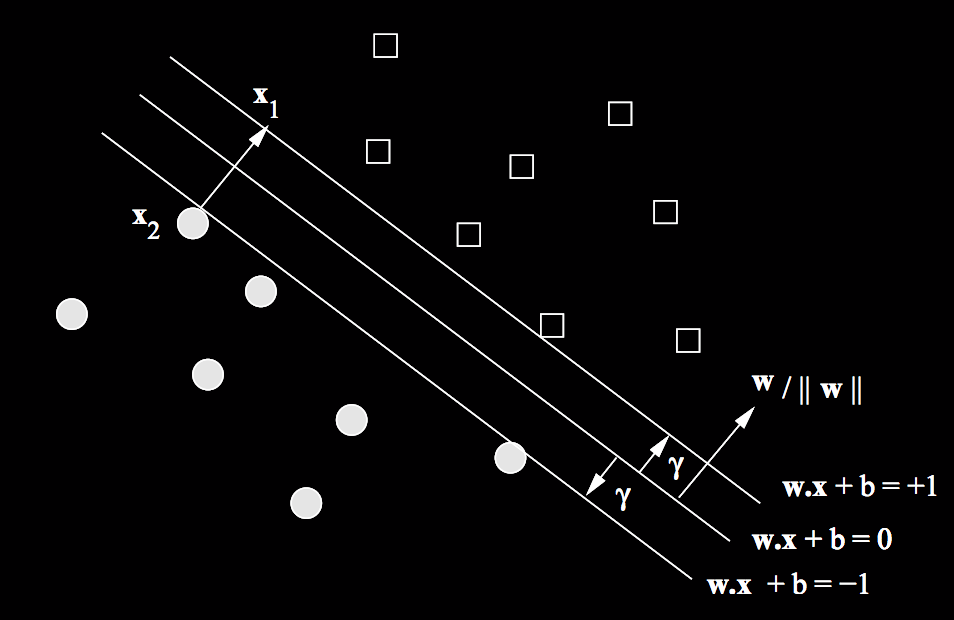 x1
x2
w / || w ||
γ
γ
w.x + b = +1
w.x + b = 0
w.x + b = −1